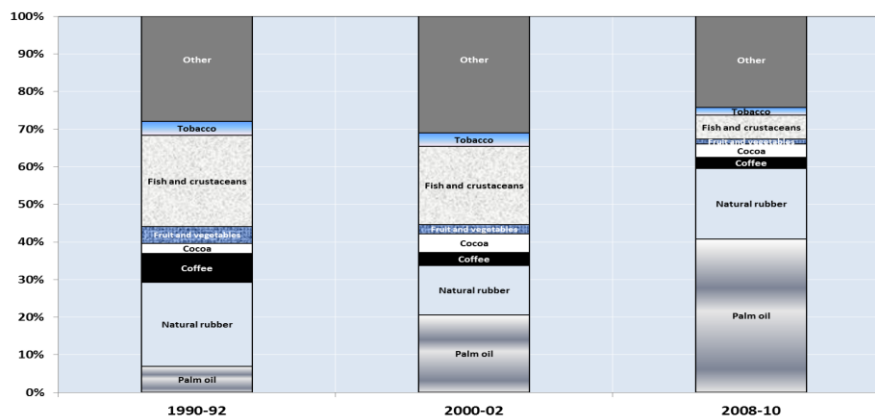 100%
90%
80%
70%
60%
50%
40%
30%
20%
10%
0%
Other
Tobacco
Fish and crustaceans
Fruit and vegetables
Cocoa
Coffee
Natural rubber
Palm oil
Other
Tobacco
Fish and crustaceans
Fruit and vegetables
Cocoa
Coffee
Natural rubber
Palm oil
Other
Tobacco
Fish and crustaceans
Fruit and vegetables
Cocoa
Coffee
Natural rubber
Palm oil
1990-92
2000-02
2008-10